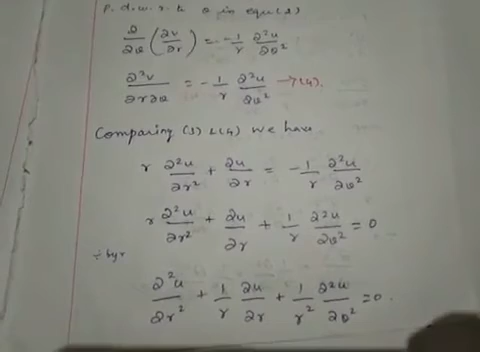 P. d. w. r. to θ in equ(2)
∂/∂θ (∂v/∂r) = -1/r ∂²u/∂θ²
∂²v/∂r∂θ = -1/r ∂²u/∂θ² → (4).
Comparing (3) & (4) we have
r ∂²u/∂r² + ∂u/∂r = -1/r ∂²u/∂θ²
r ∂²u/∂r² + ∂u/∂r + 1/r ∂²u/∂θ² = 0
÷ by r
∂²u/∂r² + 1/r ∂u/∂r + 1/r² ∂²u/∂θ² = 0.